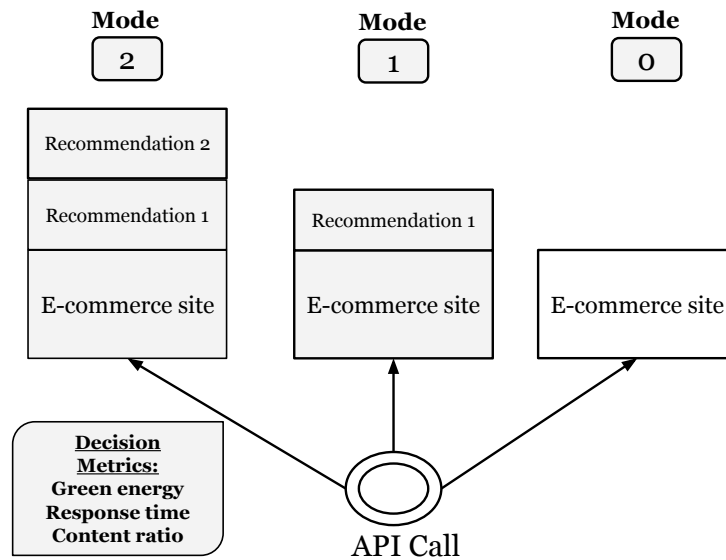 Mode
2
Mode
1
Mode
0
Recommendation 2
Recommendation 1
E-commerce site
Recommendation 1
E-commerce site
E-commerce site
Decision
Metrics:
Green energy
Response time
Content ratio
API Call